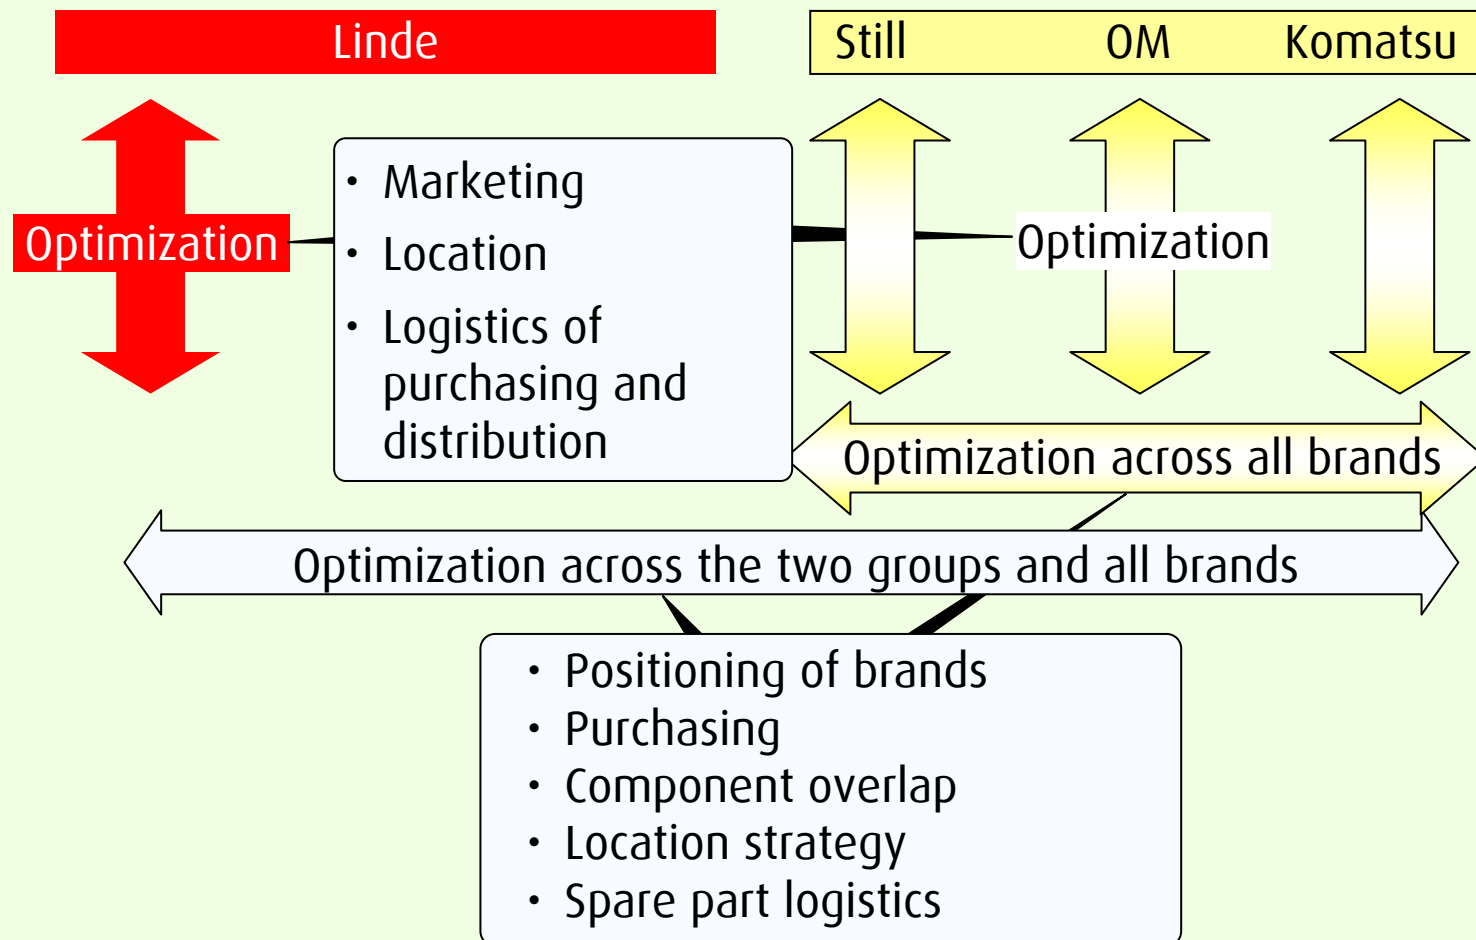 Linde
Still OM Komatsu
Optimization
• Marketing
• Location
• Logistics of
purchasing and
distribution
Optimization
Optimization across all brands
Optimization across the two groups and all brands
• Positioning of brands
• Purchasing
• Component overlap
• Location strategy
• Spare part logistics